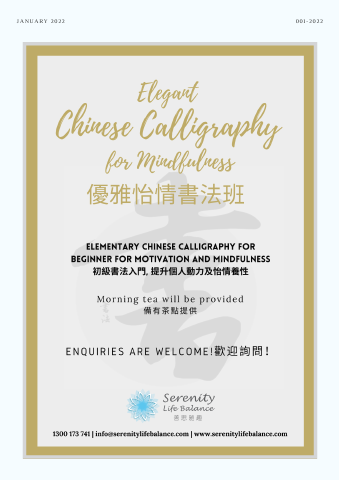 JANUARY 2022 001-2022
Elegant
Chinese Calligraphy
for Mindfulness
優雅怡情書法班
ELEMENTARY CHINESE CALLIGRAPHY FOR
BEGINNER FOR MOTIVATION AND MINDFULNESS
初級書法入門, 提升個人動力及怡情養性
Morning tea will be provided
備有茶點提供
書
ENQUIRIES ARE WELCOME!歡迎詢問!
Serenity
Life Balance
1300 173 741 | info@serenitylifebalance.com | www.serenitylifebalance.com